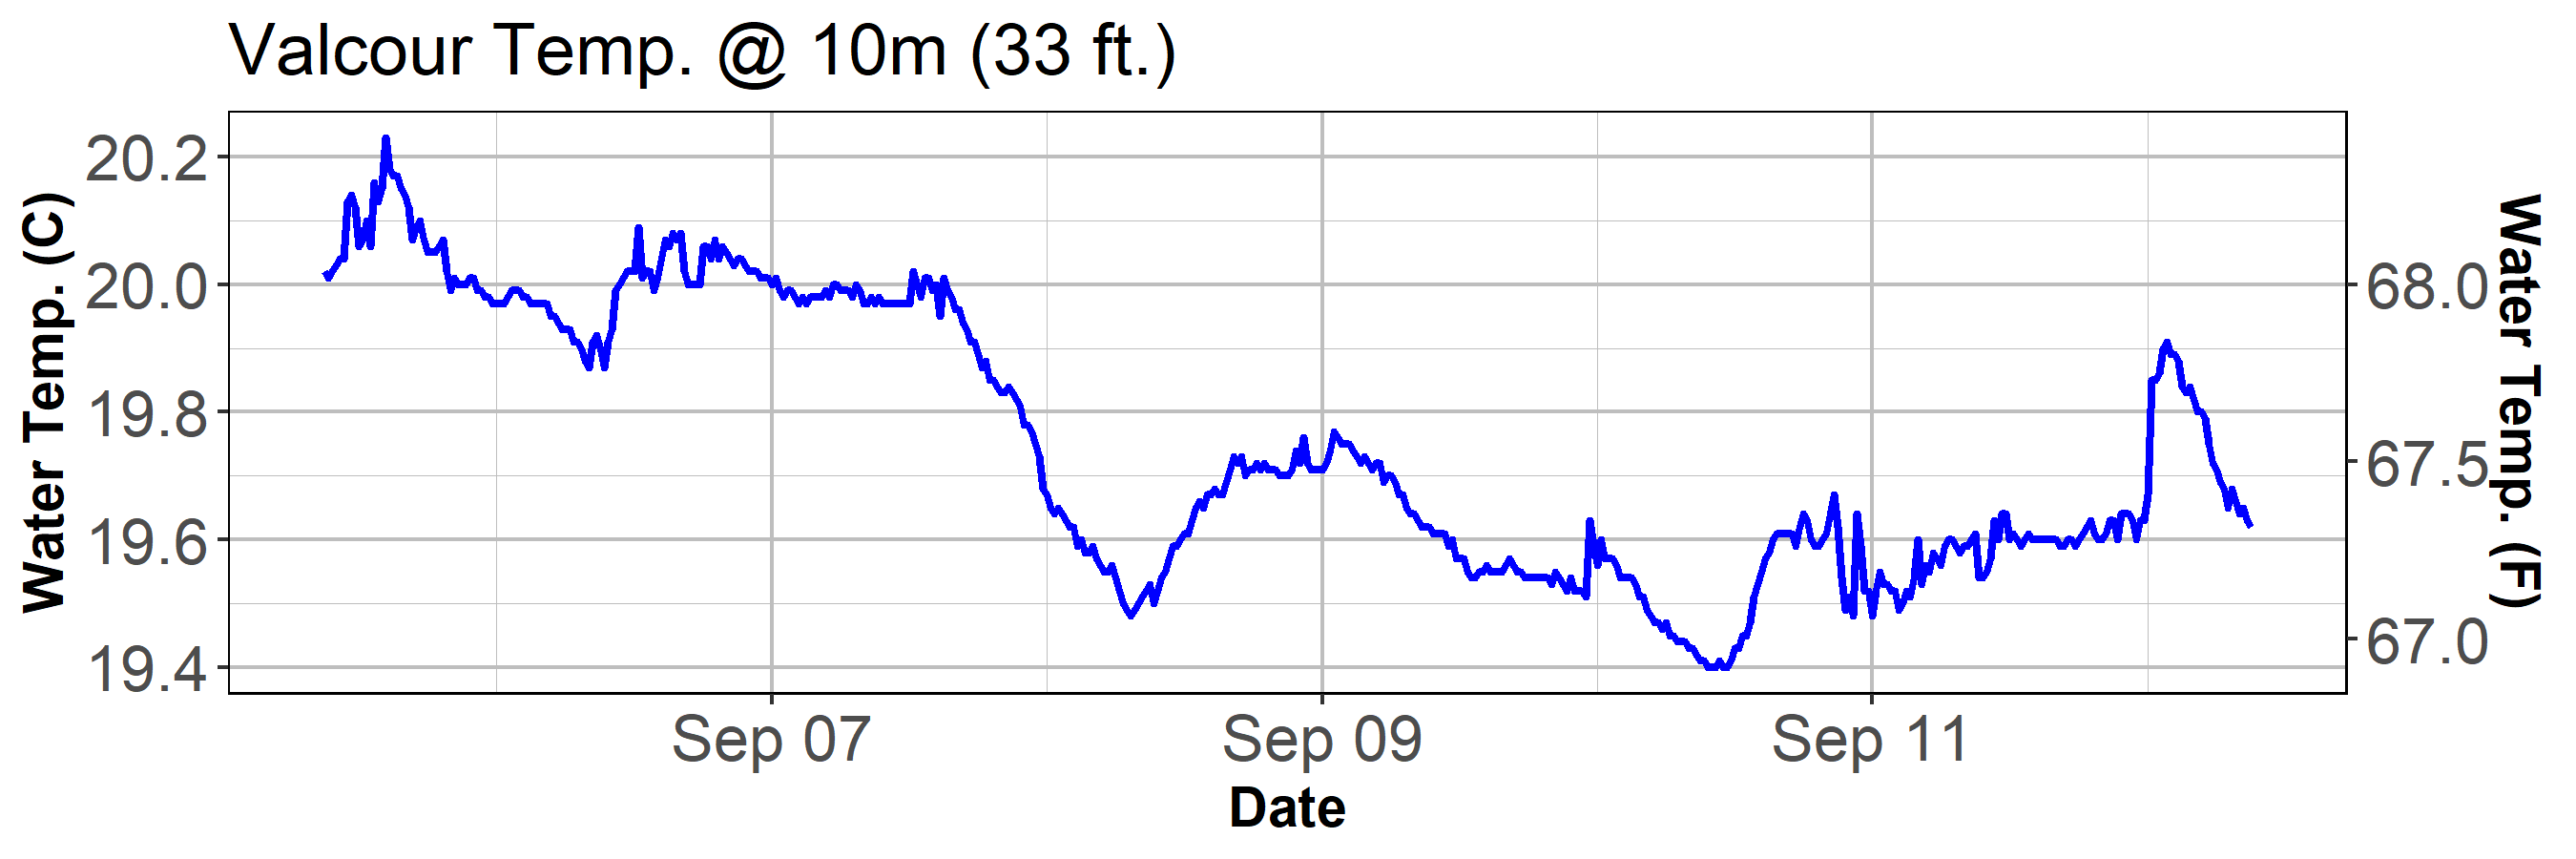 Valcour Temp. @ 10m (33 ft.)
Water Temp. (C)
20.2
20.0
19.8
19.6
19.4
68.0
67.5
67.0
Water Temp. (F)
Sep 07
Sep 09
Sep 11
Date